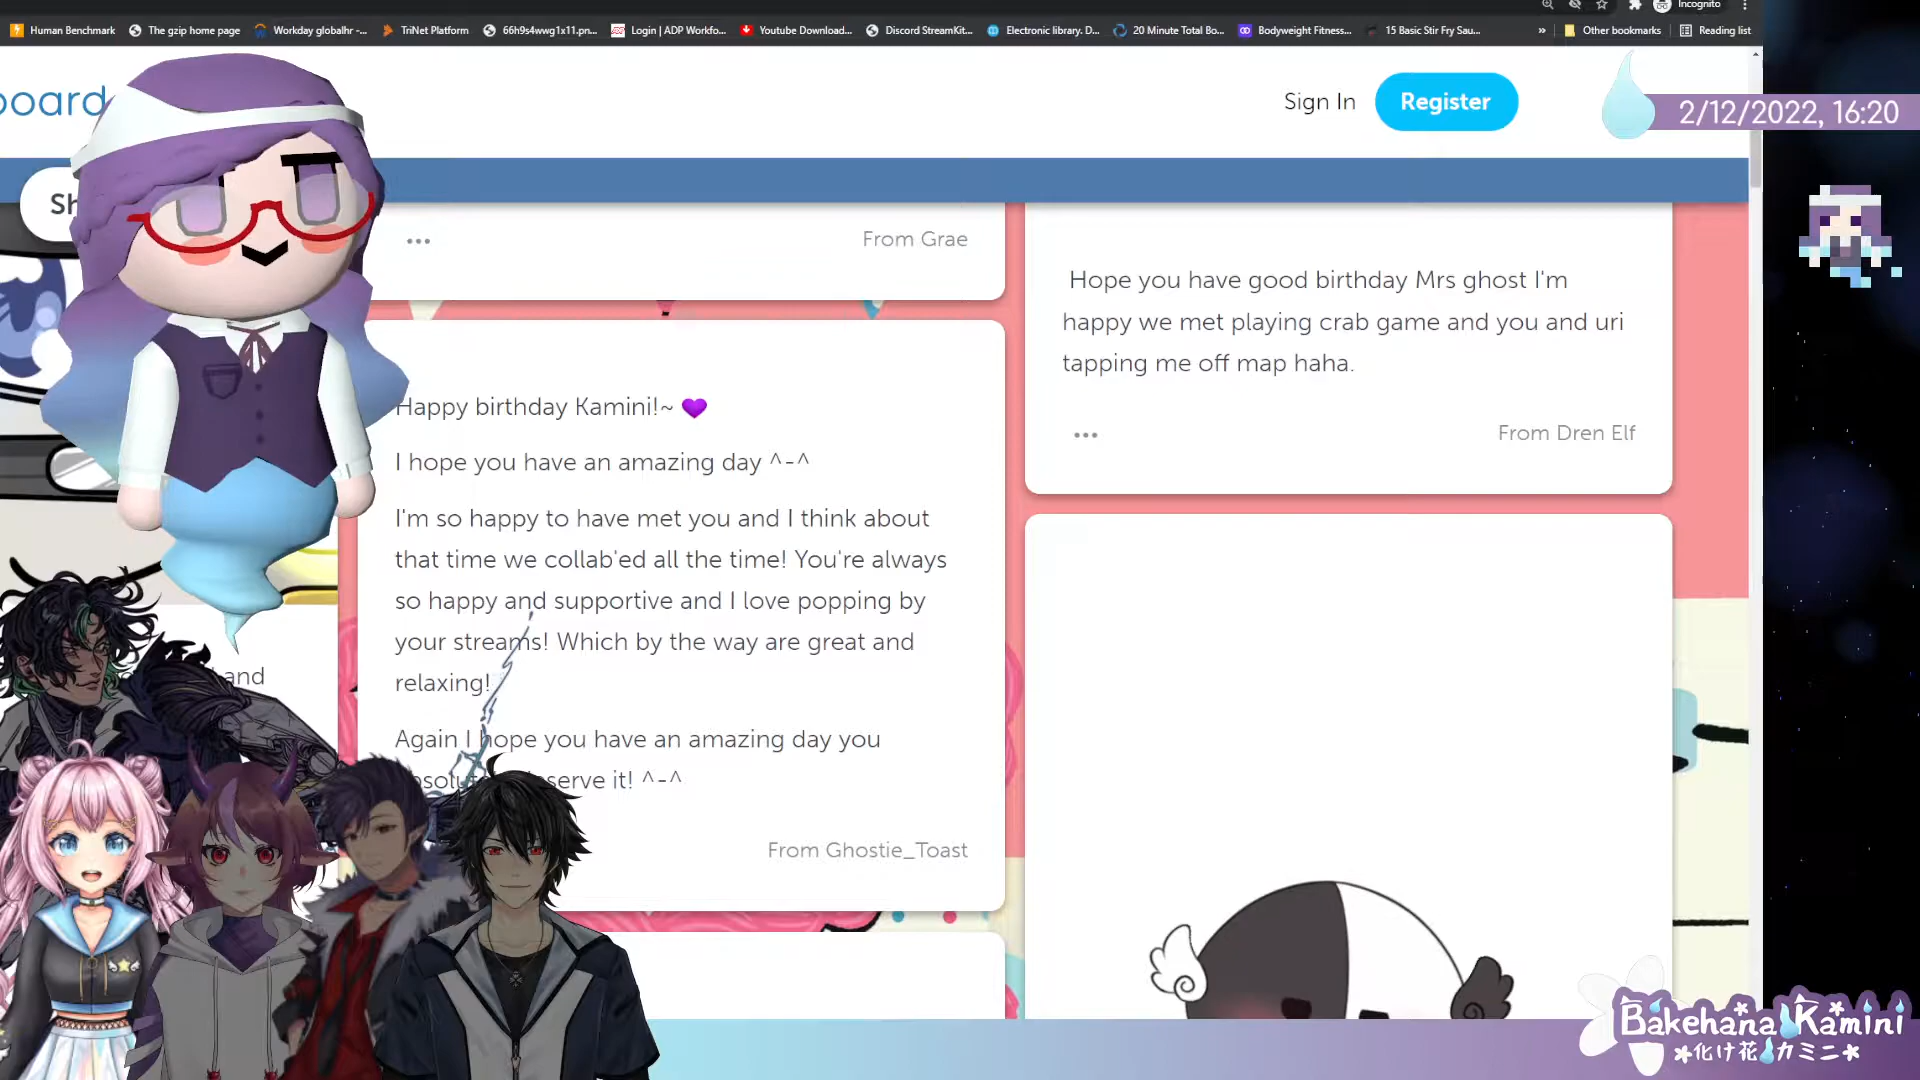 Incognito
Human Benchmark
The gzip home page
Workday globalhr -...
TriNet Platform
66h9s4wwg1x11.pn...
Login | ADP Workfo...
Youtube Download...
Discord StreamKit...
Electronic library. D...
20 Minute Total Bo...
Bodyweight Fitness...
15 Basic Stir Fry Sau...
»
Other bookmarks
Reading list
board
Sign In
Register
2/12/2022, 16:20
Sh
From Grae
Hope you have good birthday Mrs ghost I'm
happy we met playing crab game and you and uri
tapping me off map haha.
From Dren Elf
Happy birthday Kamini!~ 💜
I hope you have an amazing day ^-^
I'm so happy to have met you and I think about
that time we collab'ed all the time! You're always
so happy and supportive and I love popping by
your streams! Which by the way are great and
relaxing!
Again I hope you have an amazing day you
deserve it! ^-^
From Ghostie_Toast
and
Bakehana Kamini
化け花カミニ